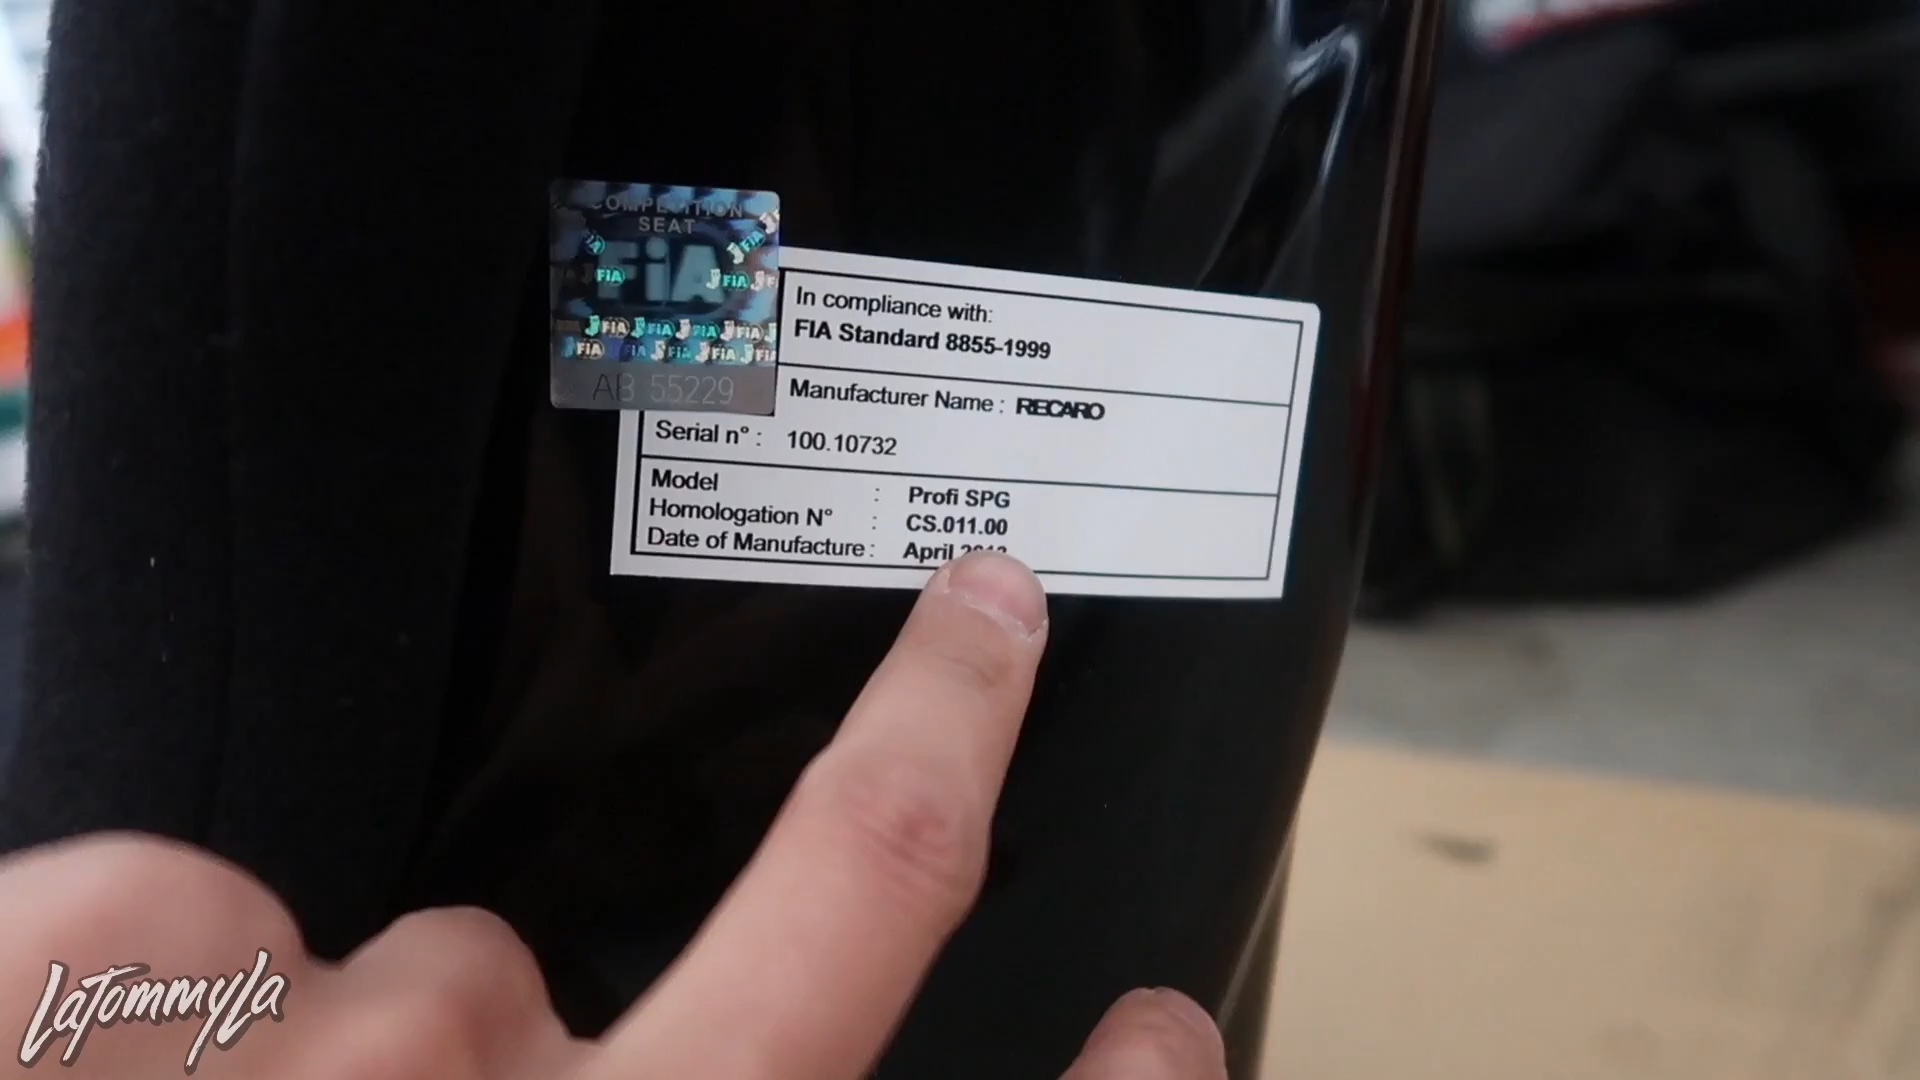 COMPETITION
SEAT
FiA
AB 55229
In compliance with:
FIA Standard 8855-1999
Manufacturer Name : RECARO
Serial n° : 100.10732
Model : Profi SPG
Homologation N° : CS.011.00
Date of Manufacture : April
LaTommyLa